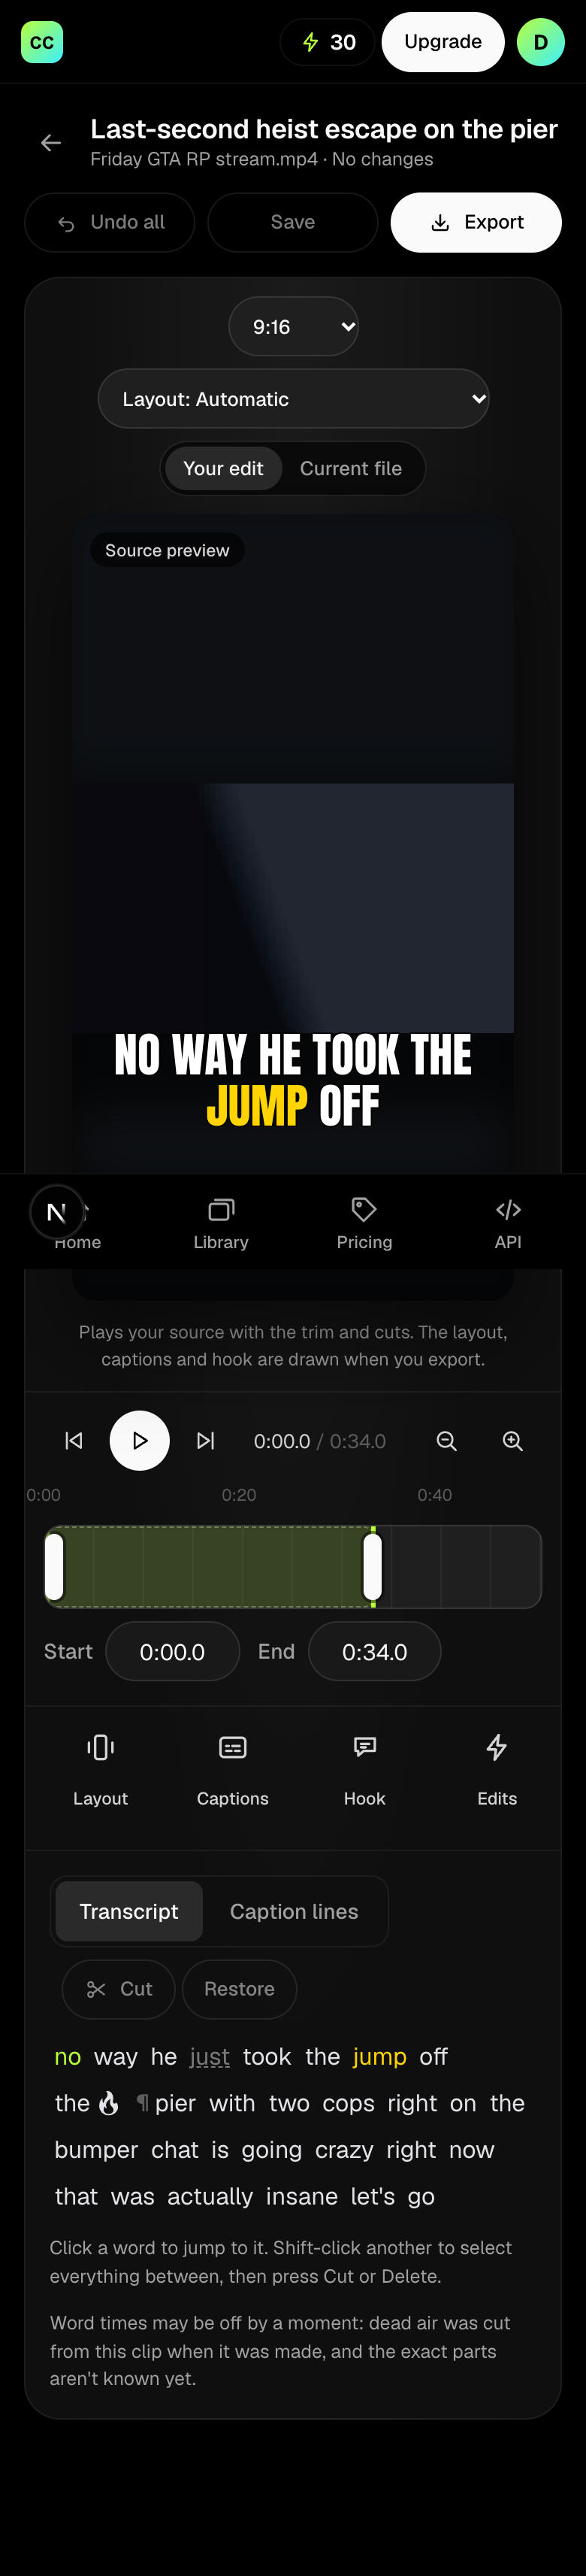 CC
30
Upgrade
D
Last-second heist escape on the pier
Friday GTA RP stream.mp4 · No changes
Undo all
Save
Export
9:16
Layout: Automatic
Your edit
Current file
Source preview
NO WAY HE TOOK THE
JUMP OFF
N
Home
Library
Pricing
API
Plays your source with the trim and cuts. The layout,
captions and hook are drawn when you export.
0:00.0 / 0:34.0
0:00
0:20
0:40
Start
0:00.0
End
0:34.0
Layout
Captions
Hook
Edits
Transcript
Caption lines
Cut
Restore
no way he just took the jump off
the 🔥 ¶ pier with two cops right on the
bumper chat is going crazy right now
that was actually insane let's go
Click a word to jump to it. Shift-click another to select
everything between, then press Cut or Delete.
Word times may be off by a moment: dead air was cut
from this clip when it was made, and the exact parts
aren't known yet.